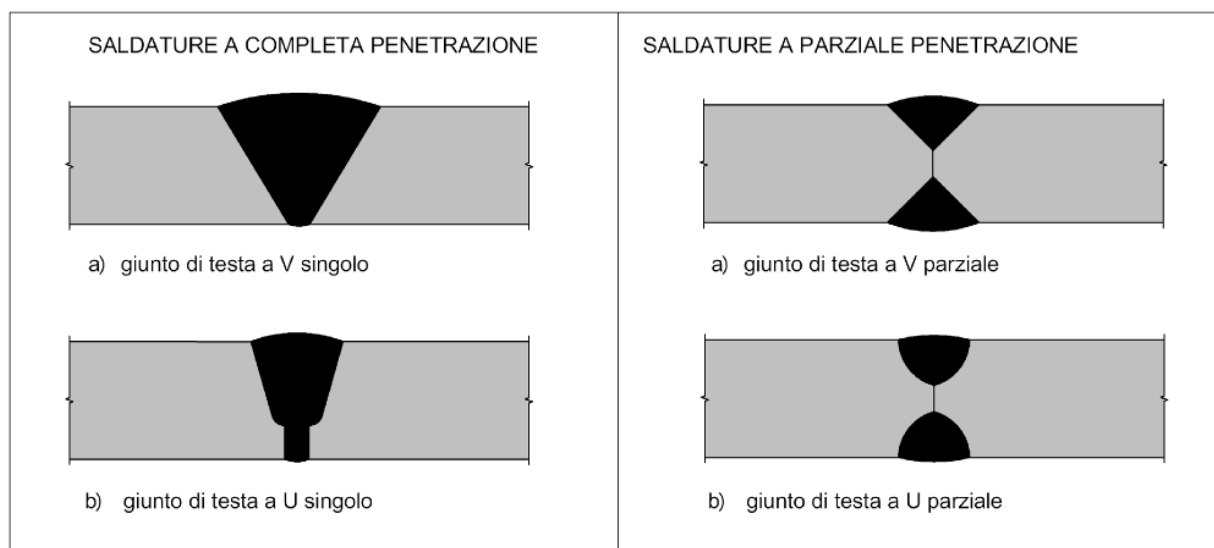 SALDATURE A COMPLETA PENETRAZIONE
a) giunto di testa a V singolo
b) giunto di testa a U singolo
SALDATURE A PARZIALE PENETRAZIONE
a) giunto di testa a V parziale
b) giunto di testa a U parziale